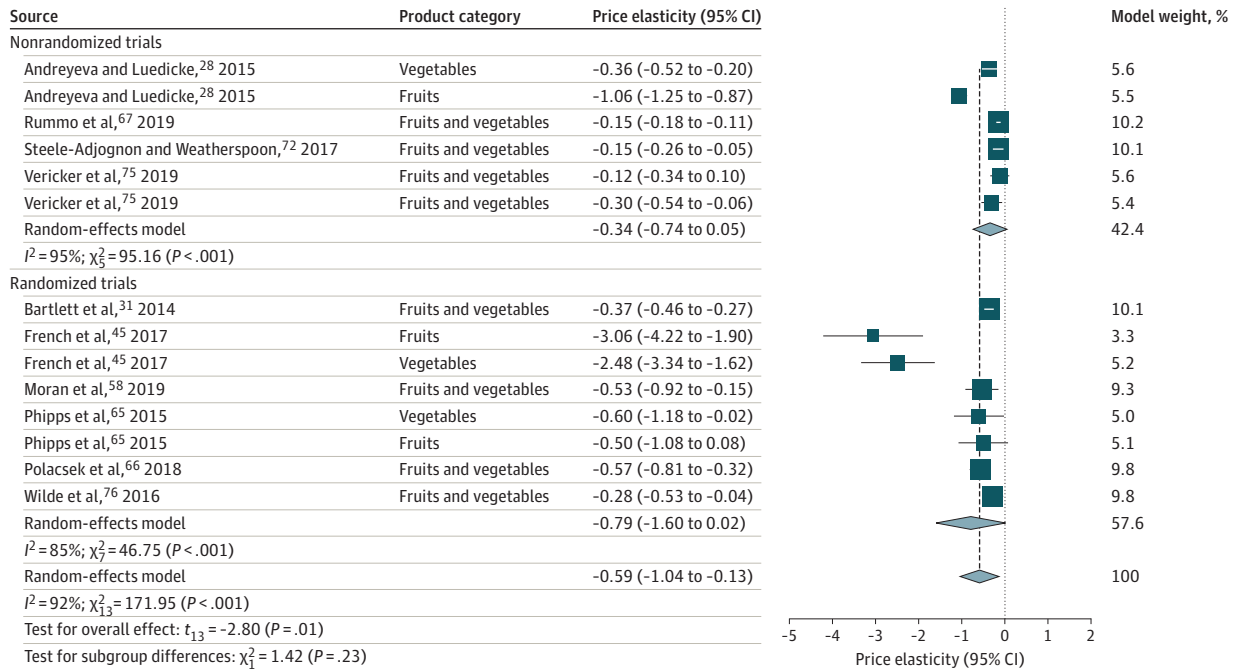 Source Product category Price elasticity (95% CI) Model weight, %
Nonrandomized trials
Andreyeva and Luedicke,28 2015 Vegetables -0.36 (-0.52 to -0.20) 5.6
Andreyeva and Luedicke,28 2015 Fruits -1.06 (-1.25 to -0.87) 5.5
Rummo et al,67 2019 Fruits and vegetables -0.15 (-0.18 to -0.11) 10.2
Steele-Adjognon and Weatherspoon,72 2017 Fruits and vegetables -0.15 (-0.26 to -0.05) 10.1
Vericker et al,75 2019 Fruits and vegetables -0.12 (-0.34 to 0.10) 5.6
Vericker et al,75 2019 Fruits and vegetables -0.30 (-0.54 to -0.06) 5.4
Random-effects model -0.34 (-0.74 to 0.05) 42.4
I2 = 95%; χ25 = 95.16 (P < .001)
Randomized trials
Bartlett et al,31 2014 Fruits and vegetables -0.37 (-0.46 to -0.27) 10.1
French et al,45 2017 Fruits -3.06 (-4.22 to -1.90) 3.3
French et al,45 2017 Vegetables -2.48 (-3.34 to -1.62) 5.2
Moran et al,58 2019 Fruits and vegetables -0.53 (-0.92 to -0.15) 9.3
Phipps et al,65 2015 Vegetables -0.60 (-1.18 to -0.02) 5.0
Phipps et al,65 2015 Fruits -0.50 (-1.08 to 0.08) 5.1
Polacsek et al,66 2018 Fruits and vegetables -0.57 (-0.81 to -0.32) 9.8
Wilde et al,76 2016 Fruits and vegetables -0.28 (-0.53 to -0.04) 9.8
Random-effects model -0.79 (-1.60 to 0.02) 57.6
I2 = 85%; χ27 = 46.75 (P < .001)
Random-effects model -0.59 (-1.04 to -0.13) 100
I2 = 92%; χ213 = 171.95 (P < .001)
Test for overall effect: t13 = -2.80 (P = .01)
Test for subgroup differences: χ21 = 1.42 (P = .23)
-5 -4 -3 -2 -1 0 1 2
Price elasticity (95% CI)